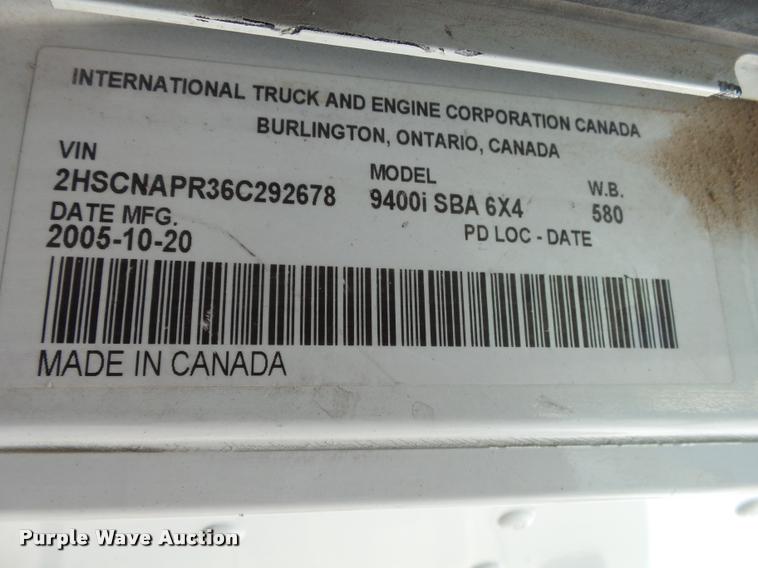 INTERNATIONAL TRUCK AND ENGINE CORPORATION CANADA
BURLINGTON, ONTARIO, CANADA
VIN
2HSCNAPR36C292678
MODEL
9400i SBA 6X4
W.B.
580
DATE MFG.
2005-10-20
PD LOC - DATE
MADE IN CANADA
Purple Wave Auction